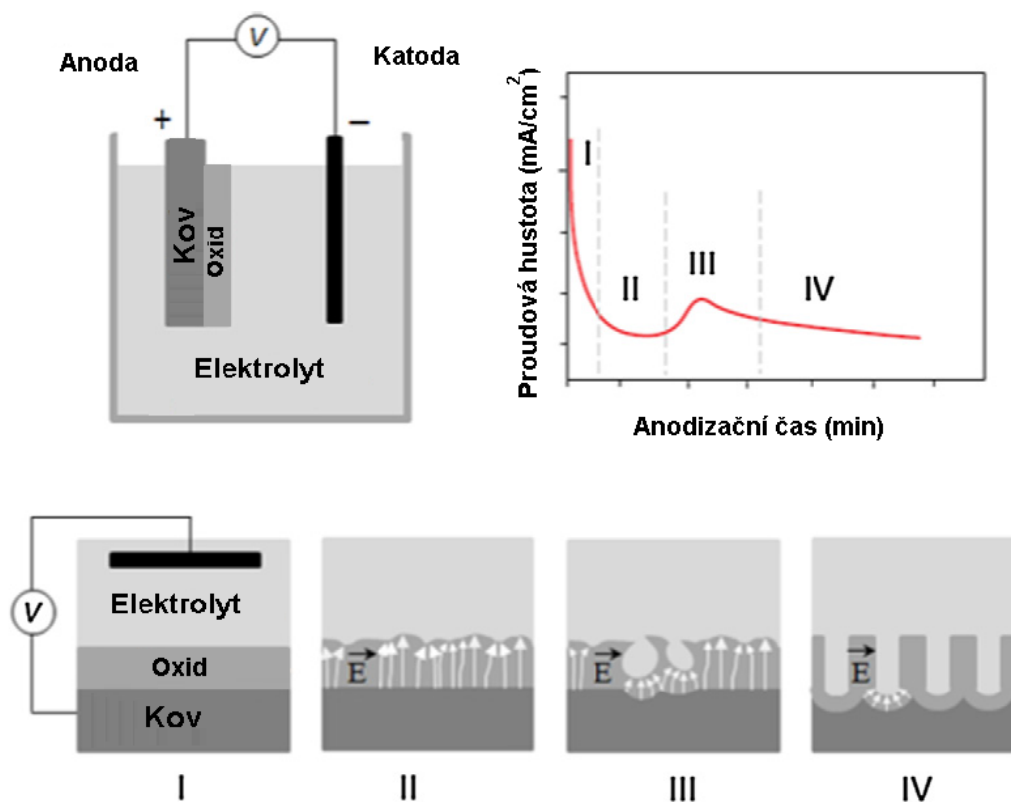 Anoda
V
Katoda
+
−
Kov
Oxid
Elektrolyt
Proudová hustota (mA/cm²)
I
II
III
IV
Anodizační čas (min)
V
Elektrolyt
Oxid
Kov
E
E
E
I
II
III
IV